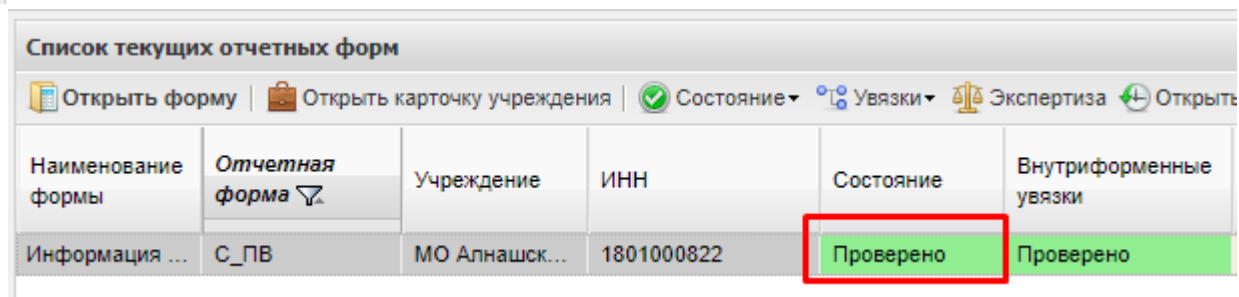 Список текущих отчетных форм
Открыть форму Открыть карточку учреждения Состояние Увязки Экспертиза Открыть
Наименование формы Отчетная форма Учреждение ИНН Состояние Внутриформенные увязки
Информация ... С_ПВ МО Алнашск... 1801000822 Проверено Проверено